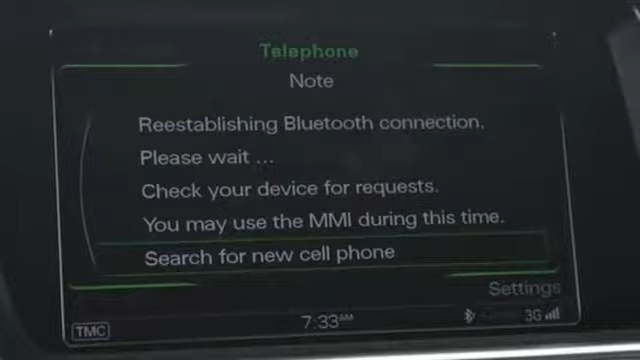 Telephone
Note
Reestablishing Bluetooth connection.
Please wait ...
Check your device for requests.
You may use the MMI during this time.
Search for new cell phone
Settings
TMC
7:33AM
3G